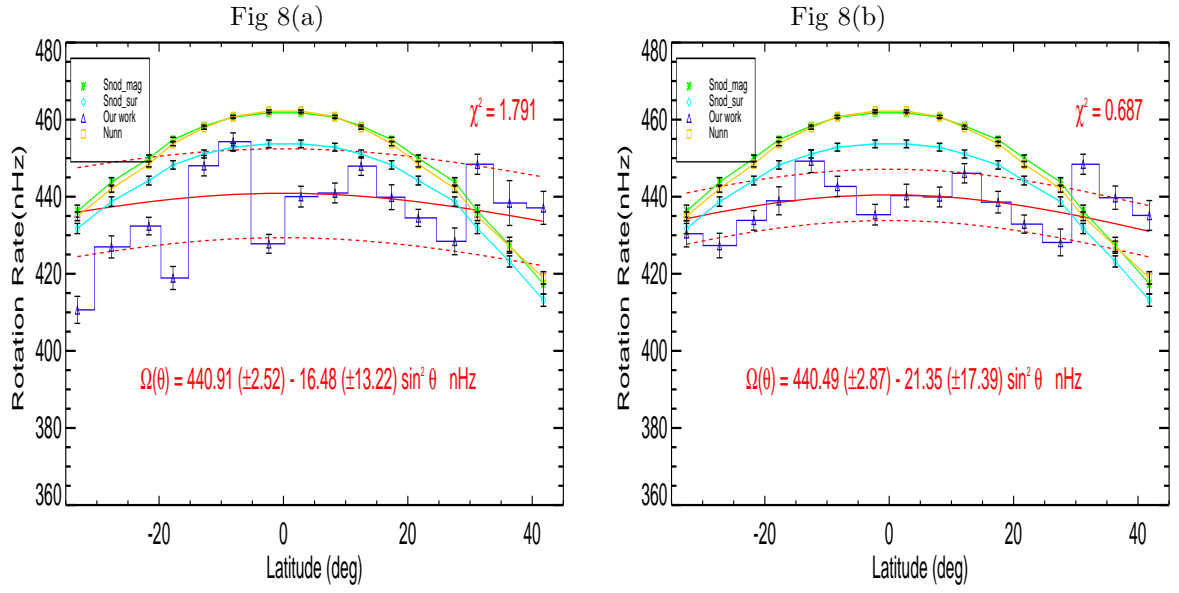 Fig 8(a)
480
460
440
420
400
380
360
Rotation Rate(nHz)
Snod_mag
Snod_sur
Our work
Nunn
χ² = 1.791
Ω(θ) = 440.91 (±2.52) - 16.48 (±13.22) sin² θ nHz
-20
0
20
40
Latitude (deg)
Fig 8(b)
480
460
440
420
400
380
360
Rotation Rate(nHz)
Snod_mag
Snod_sur
Our work
Nunn
χ² = 0.687
Ω(θ) = 440.49 (±2.87) - 21.35 (±17.39) sin² θ nHz
-20
0
20
40
Latitude (deg)